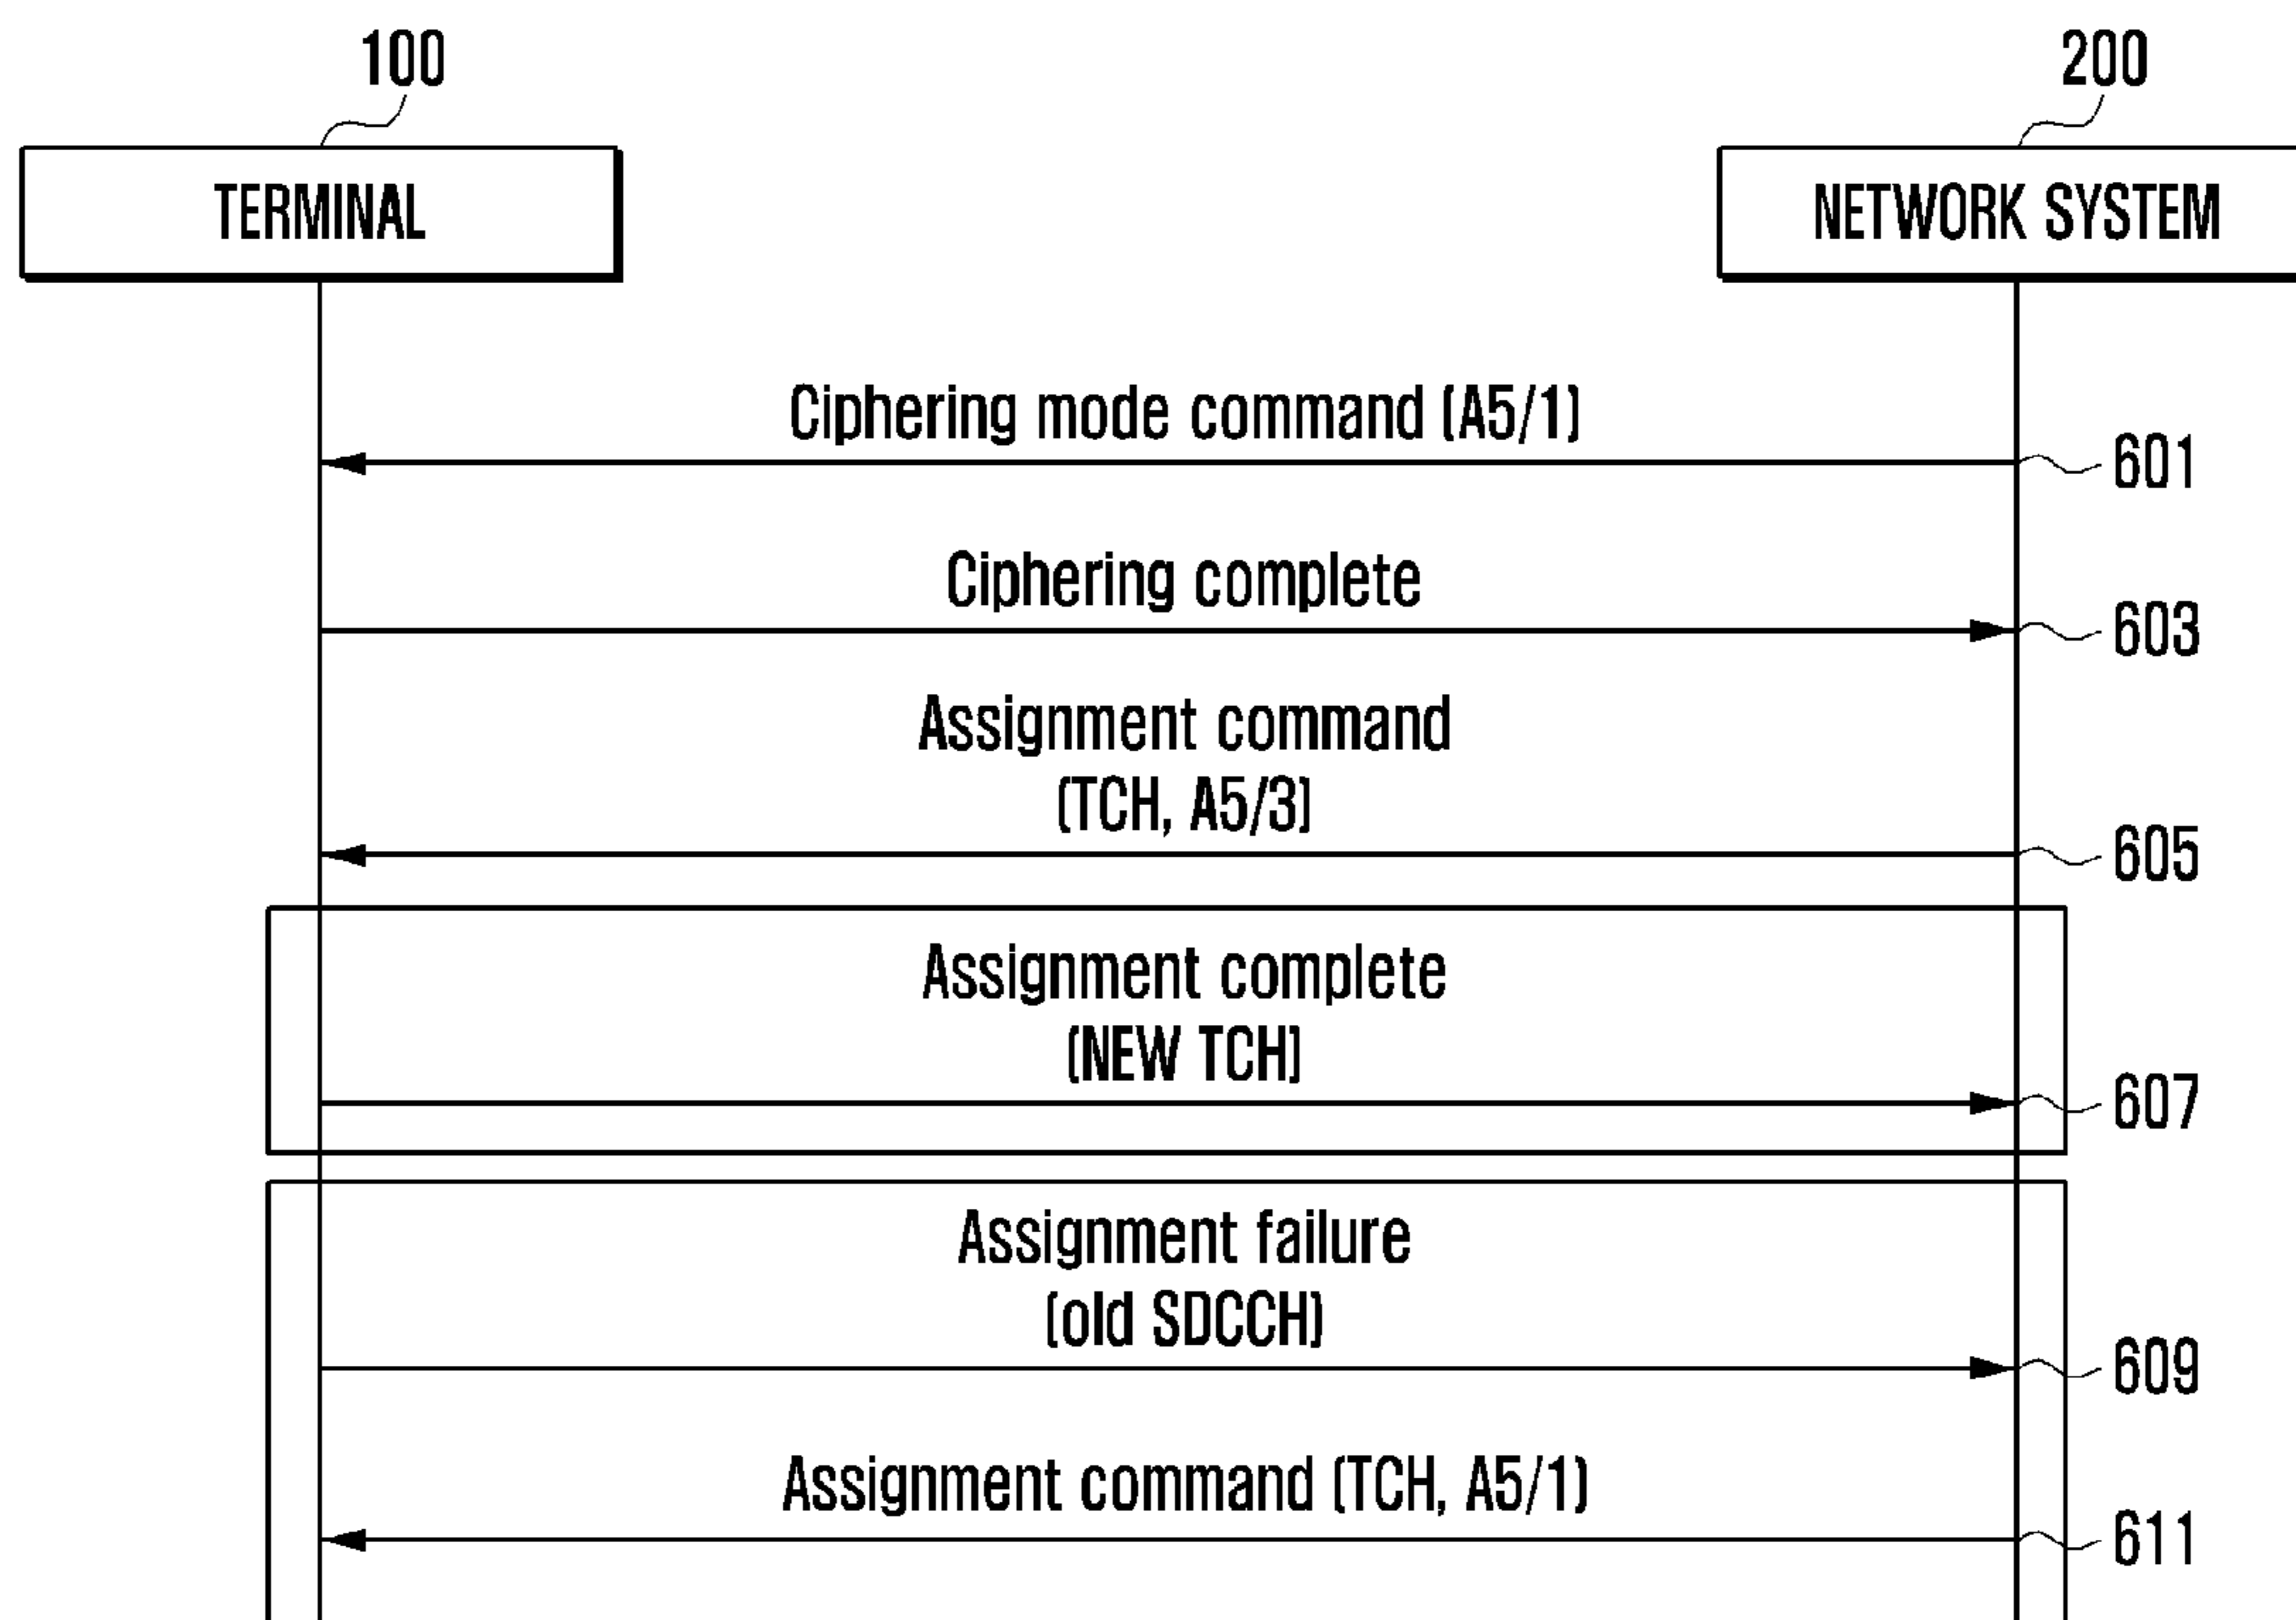 100
200
TERMINAL
NETWORK SYSTEM
Ciphering mode command (A5/1)
601
Ciphering complete
603
Assignment command
(TCH, A5/3)
605
Assignment complete
(NEW TCH)
607
Assignment failure
(old SDCCH)
609
Assignment command (TCH, A5/1)
611